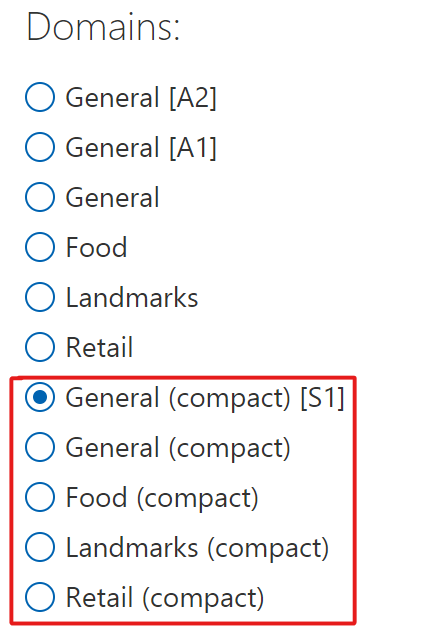 Domains:
General [A2]
General [A1]
General
Food
Landmarks
Retail
General (compact) [S1]
General (compact)
Food (compact)
Landmarks (compact)
Retail (compact)